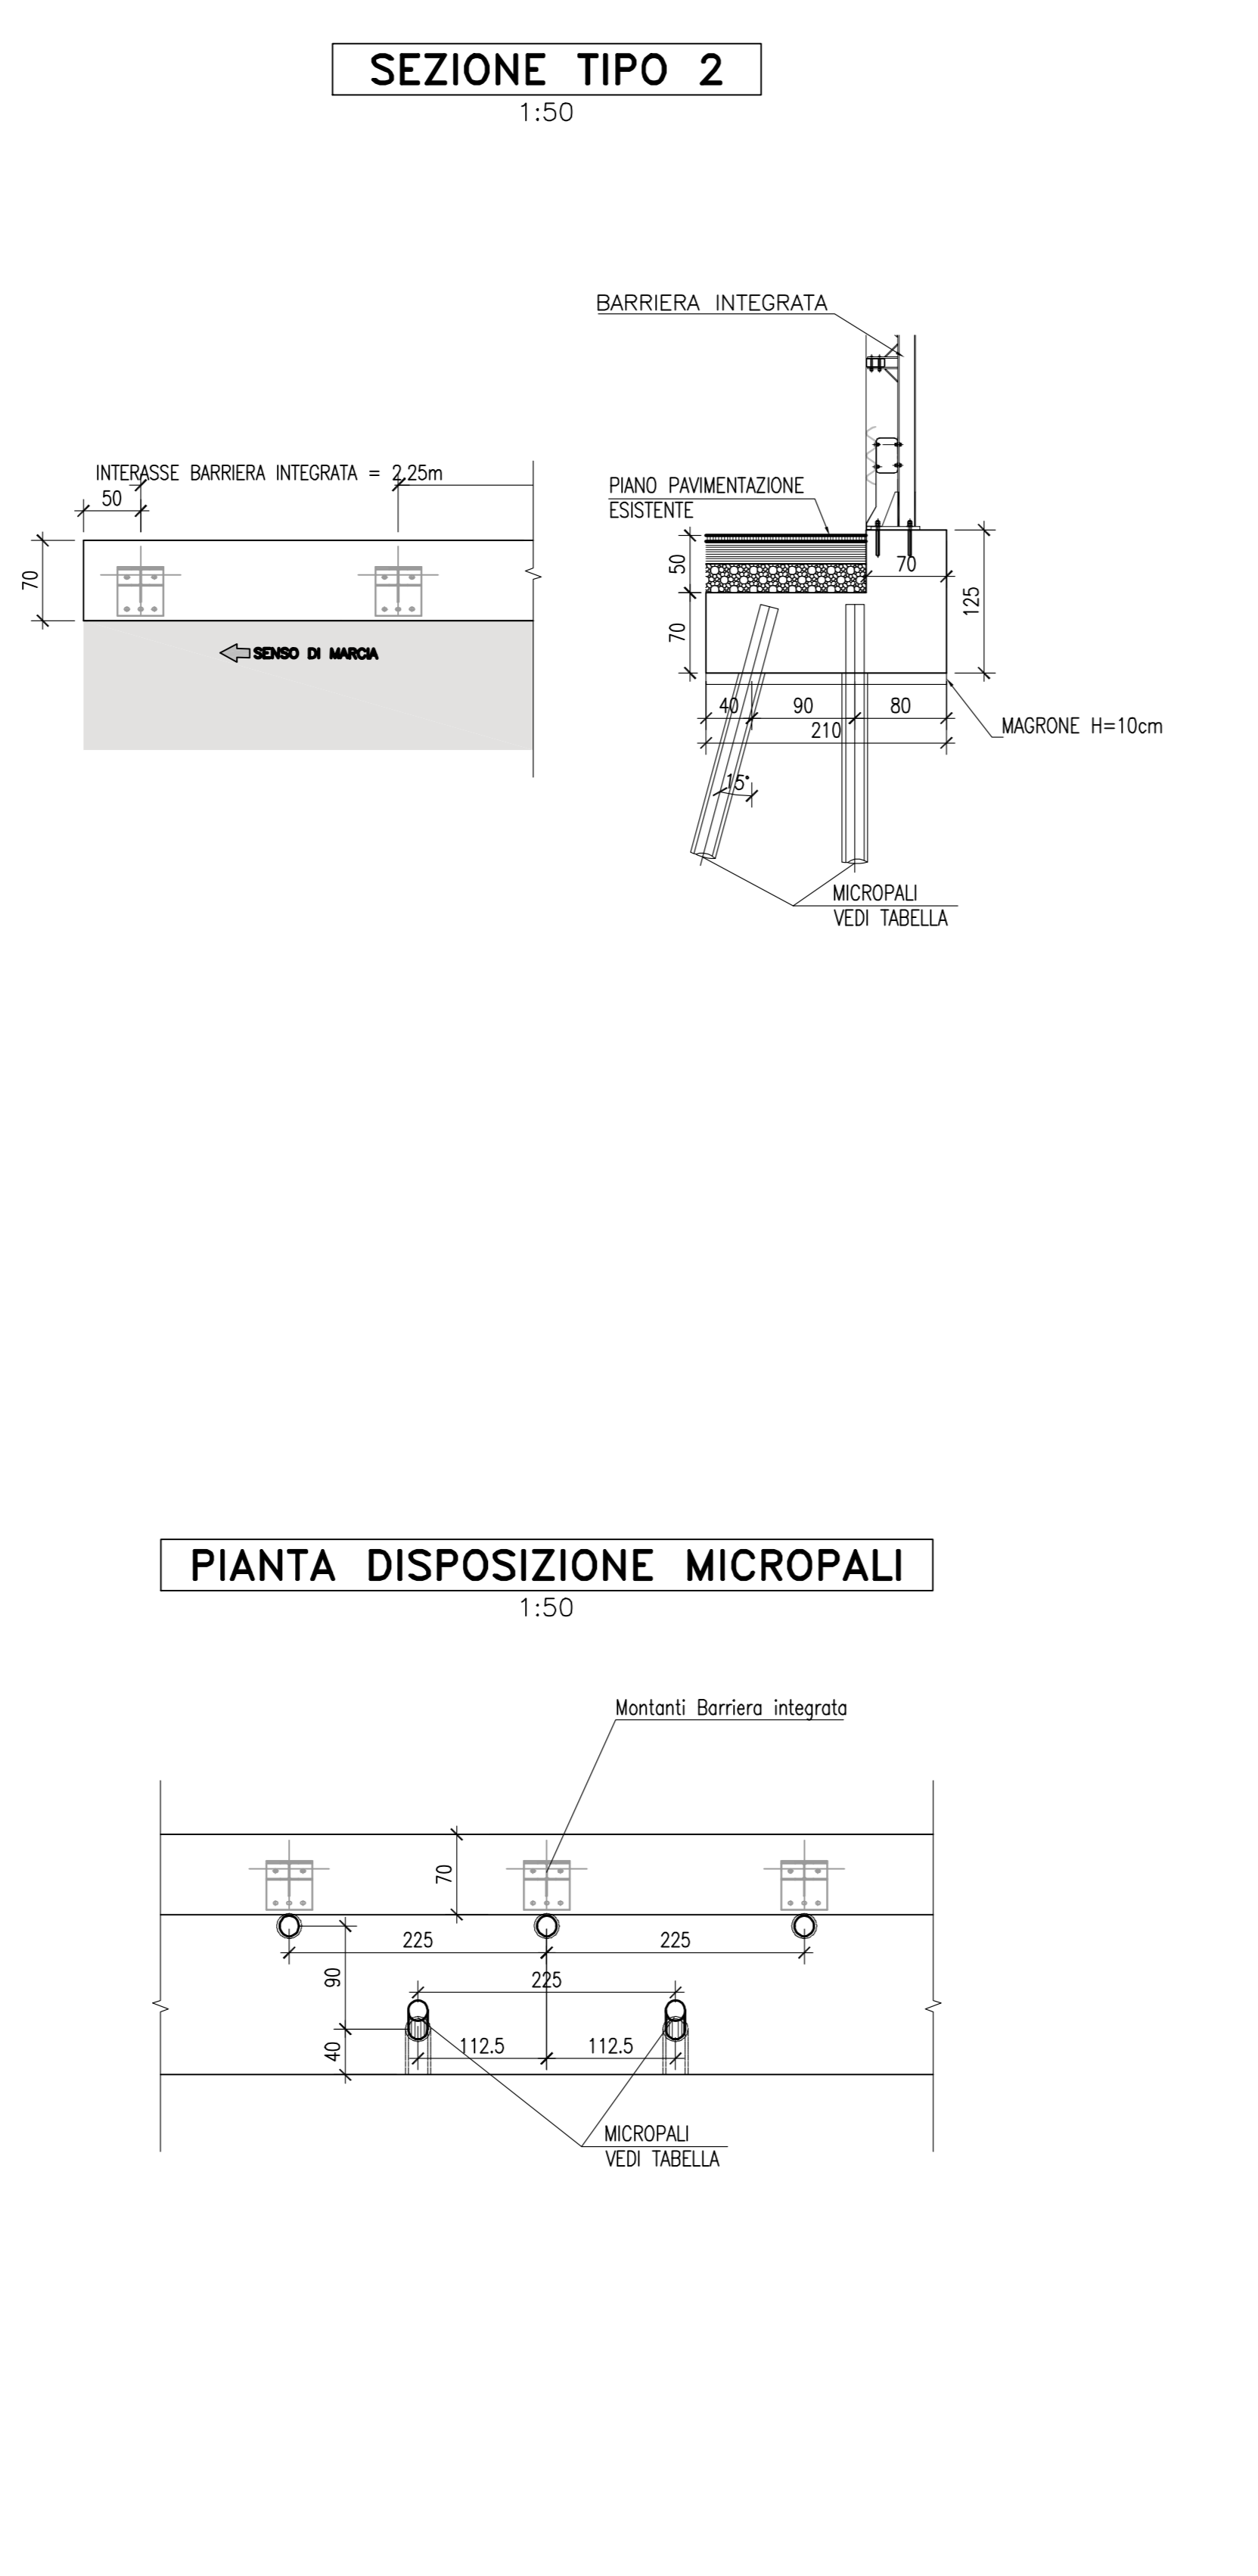 SEZIONE TIPO 2
1:50
BARRIERA INTEGRATA
INTERASSE BARRIERA INTEGRATA = 2.25m
50
70
SENSO DI MARCIA
PIANO PAVIMENTAZIONE
ESISTENTE
50
70
70
125
40
90
80
210
MAGRONE H=10cm
15°
MICROPALI
VEDI TABELLA
PIANTA DISPOSIZIONE MICROPALI
1:50
Montanti Barriera integrata
70
225
225
90
225
40
112.5
112.5
MICROPALI
VEDI TABELLA